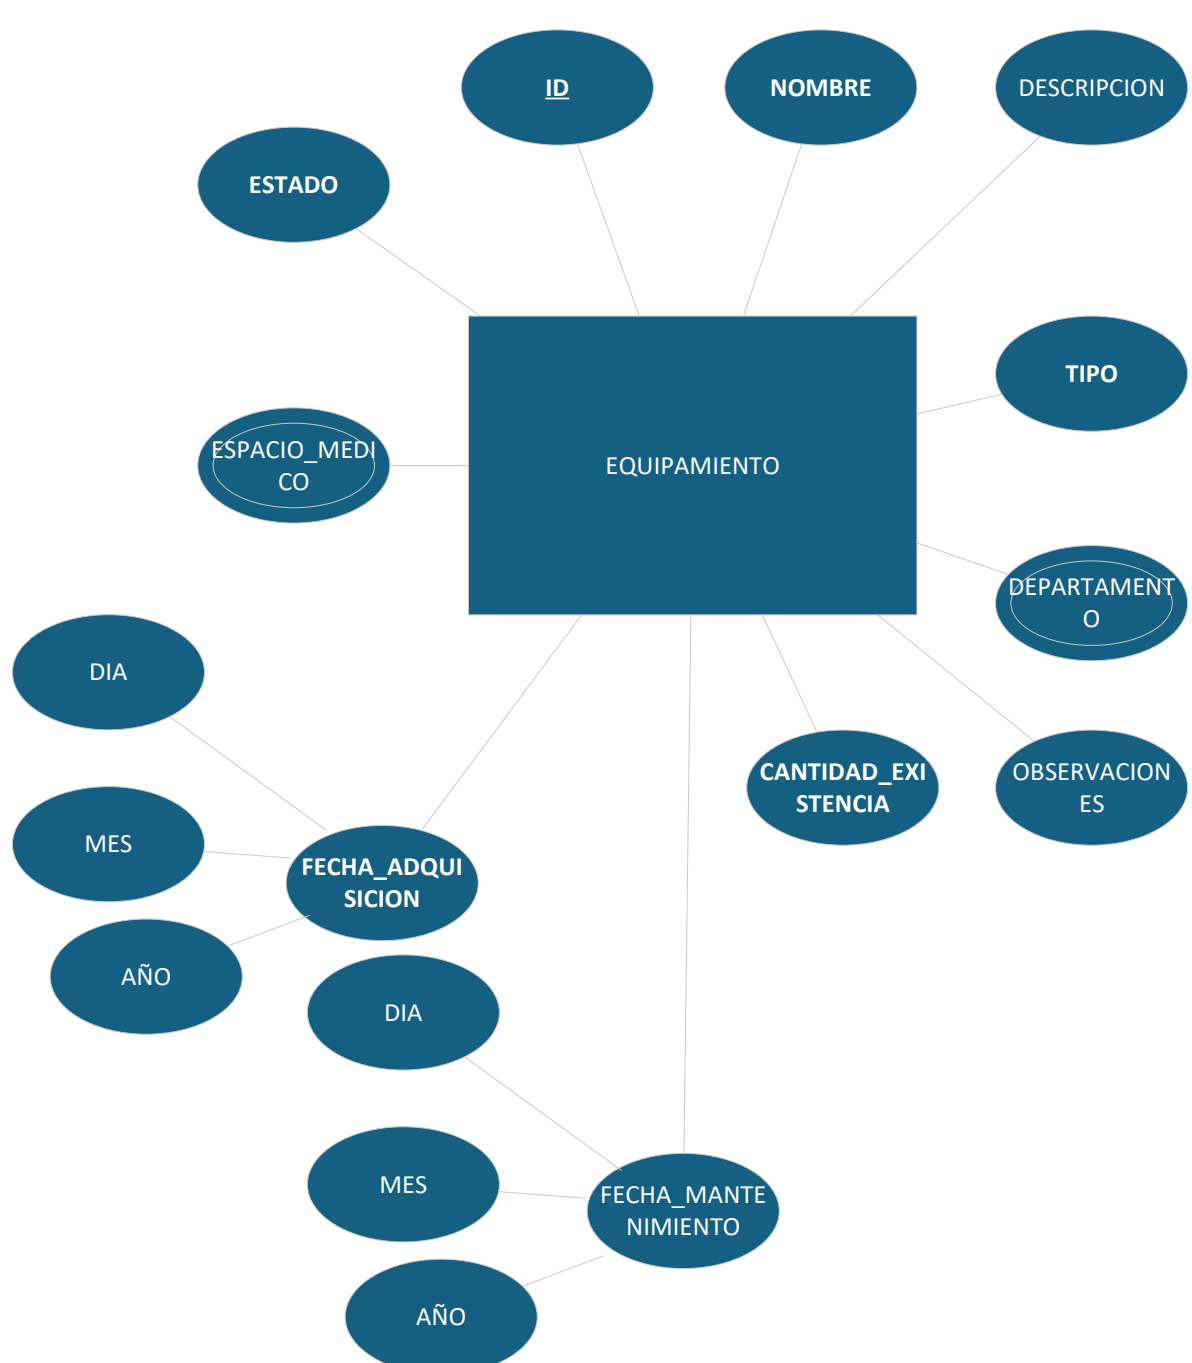 ID
NOMBRE
DESCRIPCION
ESTADO
TIPO
ESPACIO_MEDI
CO
EQUIPAMIENTO
DEPARTAMENT
O
DIA
CANTIDAD_EXI
STENCIA
OBSERVACION
ES
MES
FECHA_ADQUI
SICION
AÑO
DIA
MES
FECHA_MANTE
NIMIENTO
AÑO